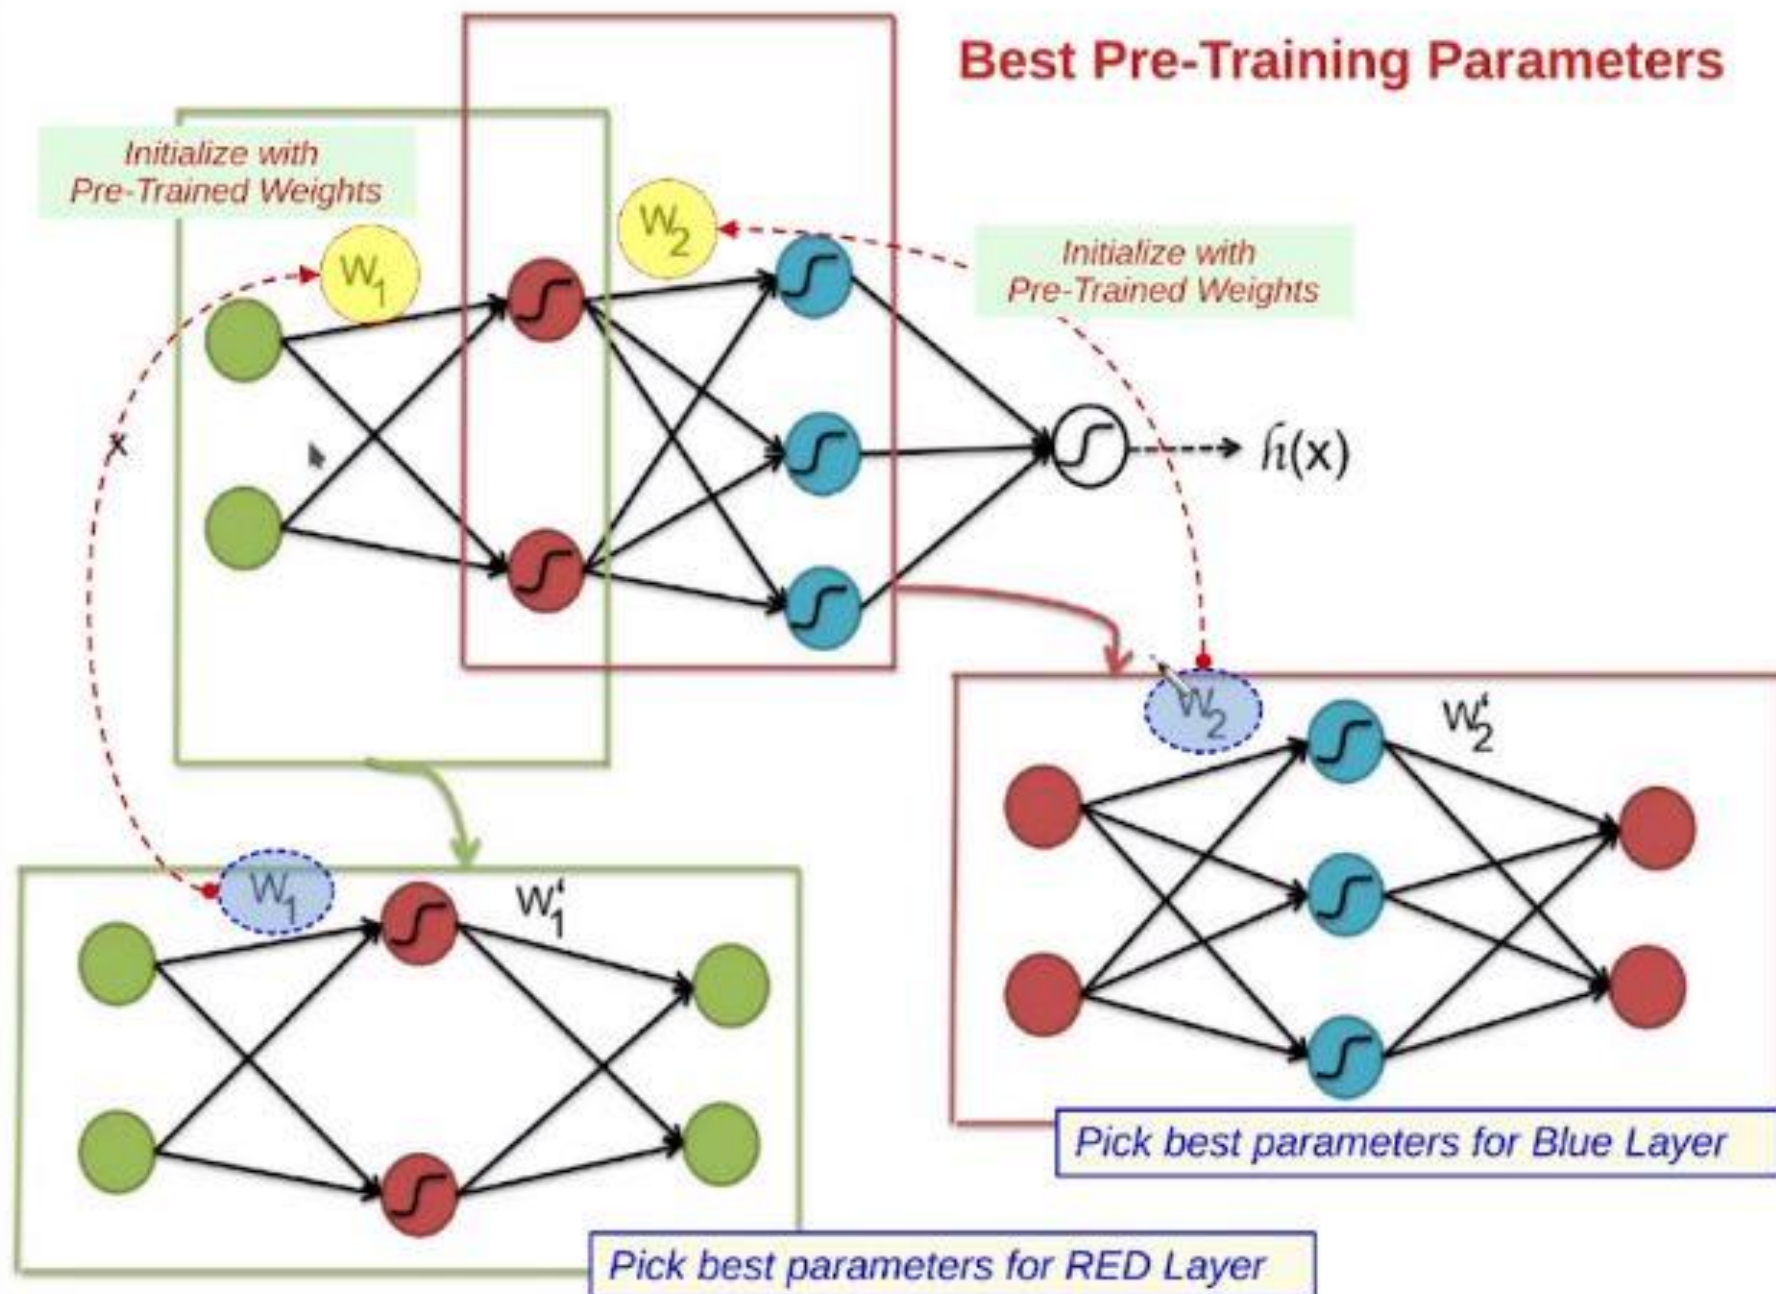 Best Pre-Training Parameters
Initialize with
Pre-Trained Weights
W₁
W₂
Initialize with
Pre-Trained Weights
x
h(x)
W₂
W₂'
W₁
W₁'
Pick best parameters for Blue Layer
Pick best parameters for RED Layer